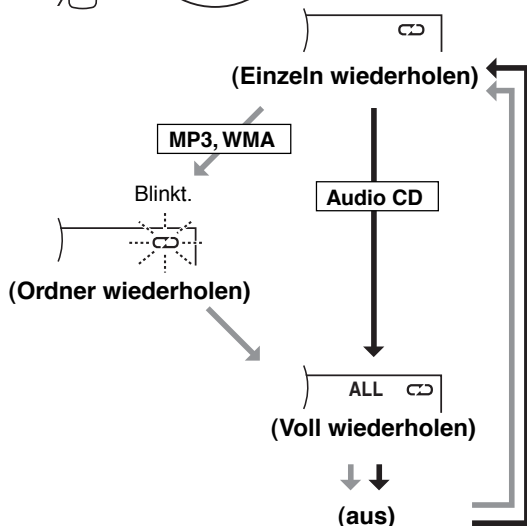 (Einzeln wiederholen)
MP3, WMA
Blinkt.
Audio CD
(Ordner wiederholen)
ALL
(Voll wiederholen)
(aus)